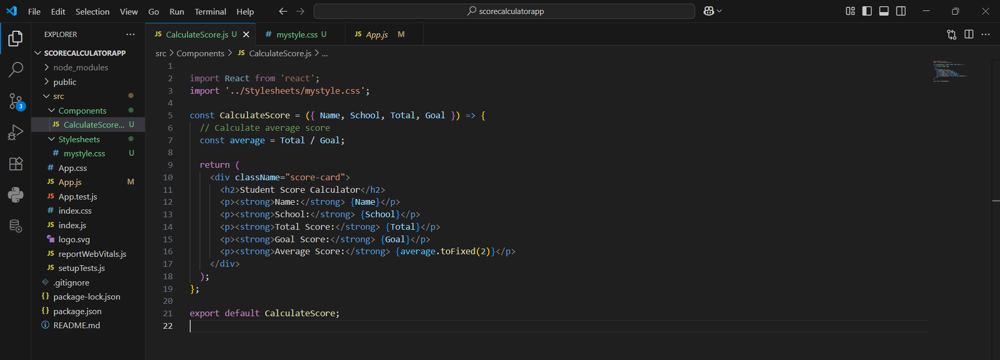 File Edit Selection View Go Run Terminal Help
scorecalculatorapp
EXPLORER
SCORECALCULATORAPP
node_modules
public
src
Components
JS CalculateScore... U
Stylesheets
# mystyle.css U
# App.css
JS App.js M
JS App.test.js
# index.css
JS index.js
logo.svg
JS reportWebVitals.js
JS setupTests.js
.gitignore
{} package-lock.json
{} package.json
README.md
3
JS CalculateScore.js U
# mystyle.css U
JS App.js M
src > Components > JS CalculateScore.js > ...
1
2 import React from 'react';
3 import '../Stylesheets/mystyle.css';
4
5 const CalculateScore = ({ Name, School, Total, Goal }) => {
6 // Calculate average score
7 const average = Total / Goal;
8
9 return (
10 <div className="score-card">
11 <h2>Student Score Calculator</h2>
12 <p><strong>Name:</strong> {Name}</p>
13 <p><strong>School:</strong> {School}</p>
14 <p><strong>Total Score:</strong> {Total}</p>
15 <p><strong>Goal Score:</strong> {Goal}</p>
16 <p><strong>Average Score:</strong> {average.toFixed(2)}</p>
17 </div>
18 );
19 };
20
21 export default CalculateScore;
22